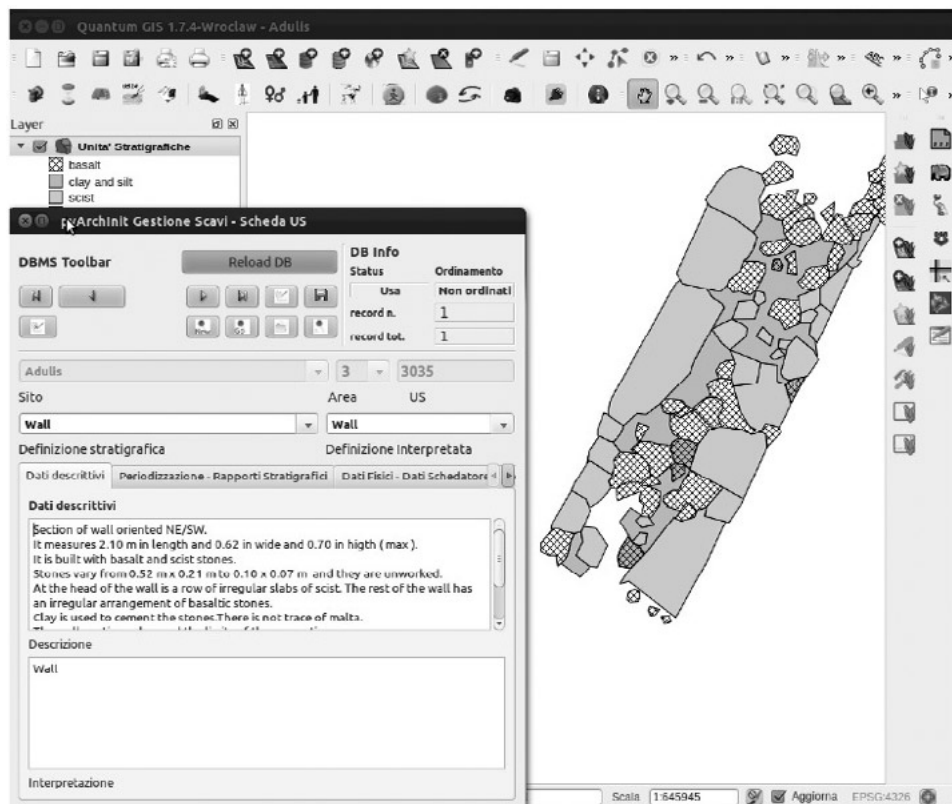 Quantum GIS 1.7.4-Wroclaw - Adulis
Layer
Unita' Stratigrafiche
basalt
clay and silt
scist
pyArchInit Gestione Scavi - Scheda US
DBMS Toolbar
Reload DB
DB Info
Status
Ordinamento
Usa
Non ordinati
record n.
1
record tot.
1
Adulis
3
3035
Sito
Area
US
Wall
Wall
Definizione stratigrafica
Definizione Interpretata
Dati descrittivi
Periodizzazione - Rapporti Stratigrafici
Dati Fisici - Dati Schedatore
Dati descrittivi
Section of wall oriented NE/SW.
It measures 2.10 m in length and 0.62 in wide and 0.70 in higth ( max ).
It is built with basalt and scist stones.
Stones vary from 0.52 m x 0.21 m to 0.10 x 0.07 m and they are unworked.
At the head of the wall is a row of irregular slabs of scist. The rest of the wall has
an irregular arrangement of basaltic stones.
Clay is used to cement the stones.There is not trace of malta.
Descrizione
Wall
Interpretazione
Scala
1:645945
Aggiorna
EPSG:4326